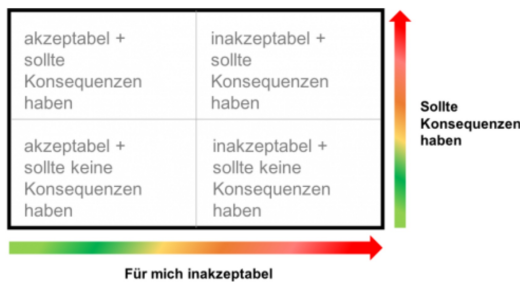 akzeptabel +
sollte
Konsequenzen
haben
inakzeptabel +
sollte
Konsequenzen
haben
akzeptabel +
sollte keine
Konsequenzen
haben
inakzeptabel +
sollte keine
Konsequenzen
haben
Sollte
Konsequenzen
haben
Für mich inakzeptabel